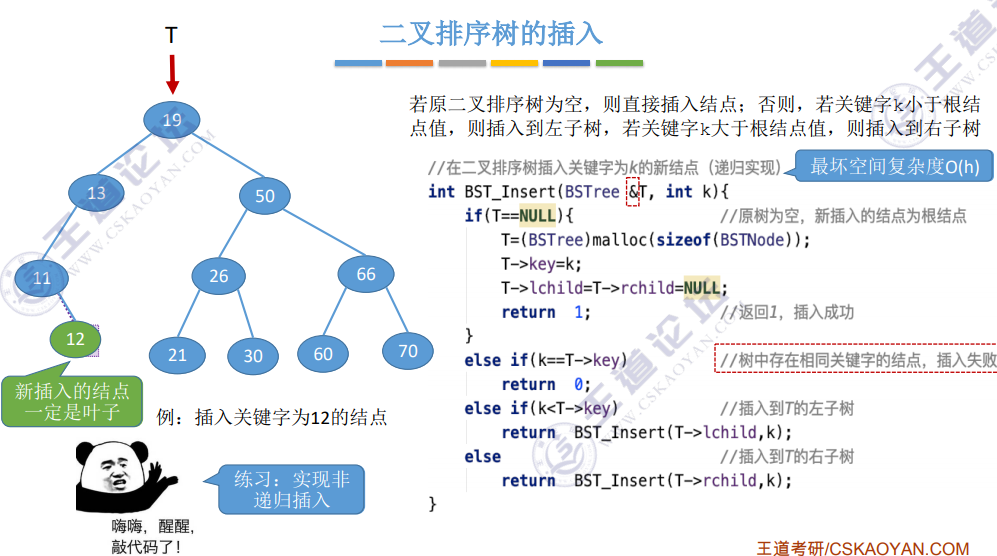 二叉排序树的插入
T
19
13
50
11
26
66
12
21
30
60
70
新插入的结点
一定是叶子
例：插入关键字为12的结点
练习：实现非
递归插入
嗨嗨，醒醒，
敲代码了！
若原二叉排序树为空，则直接插入结点；否则，若关键字k小于根结
点值，则插入到左子树，若关键字k大于根结点值，则插入到右子树
//在二叉排序树插入关键字为k的新结点（递归实现）
最坏空间复杂度O(h)
int BST_Insert(BSTree &T, int k){
if(T==NULL){ //原树为空，新插入的结点为根结点
T=(BSTree)malloc(sizeof(BSTNode));
T->key=k;
T->lchild=T->rchild=NULL;
return 1; //返回1，插入成功
}
else if(k==T->key) //树中存在相同关键字的结点，插入失败
return 0;
else if(k<T->key) //插入到T的左子树
return BST_Insert(T->lchild,k);
else //插入到T的右子树
return BST_Insert(T->rchild,k);
}
王道考研/CSKAOYAN.COM
王道论坛
WWW.CSKAOYAN.COM